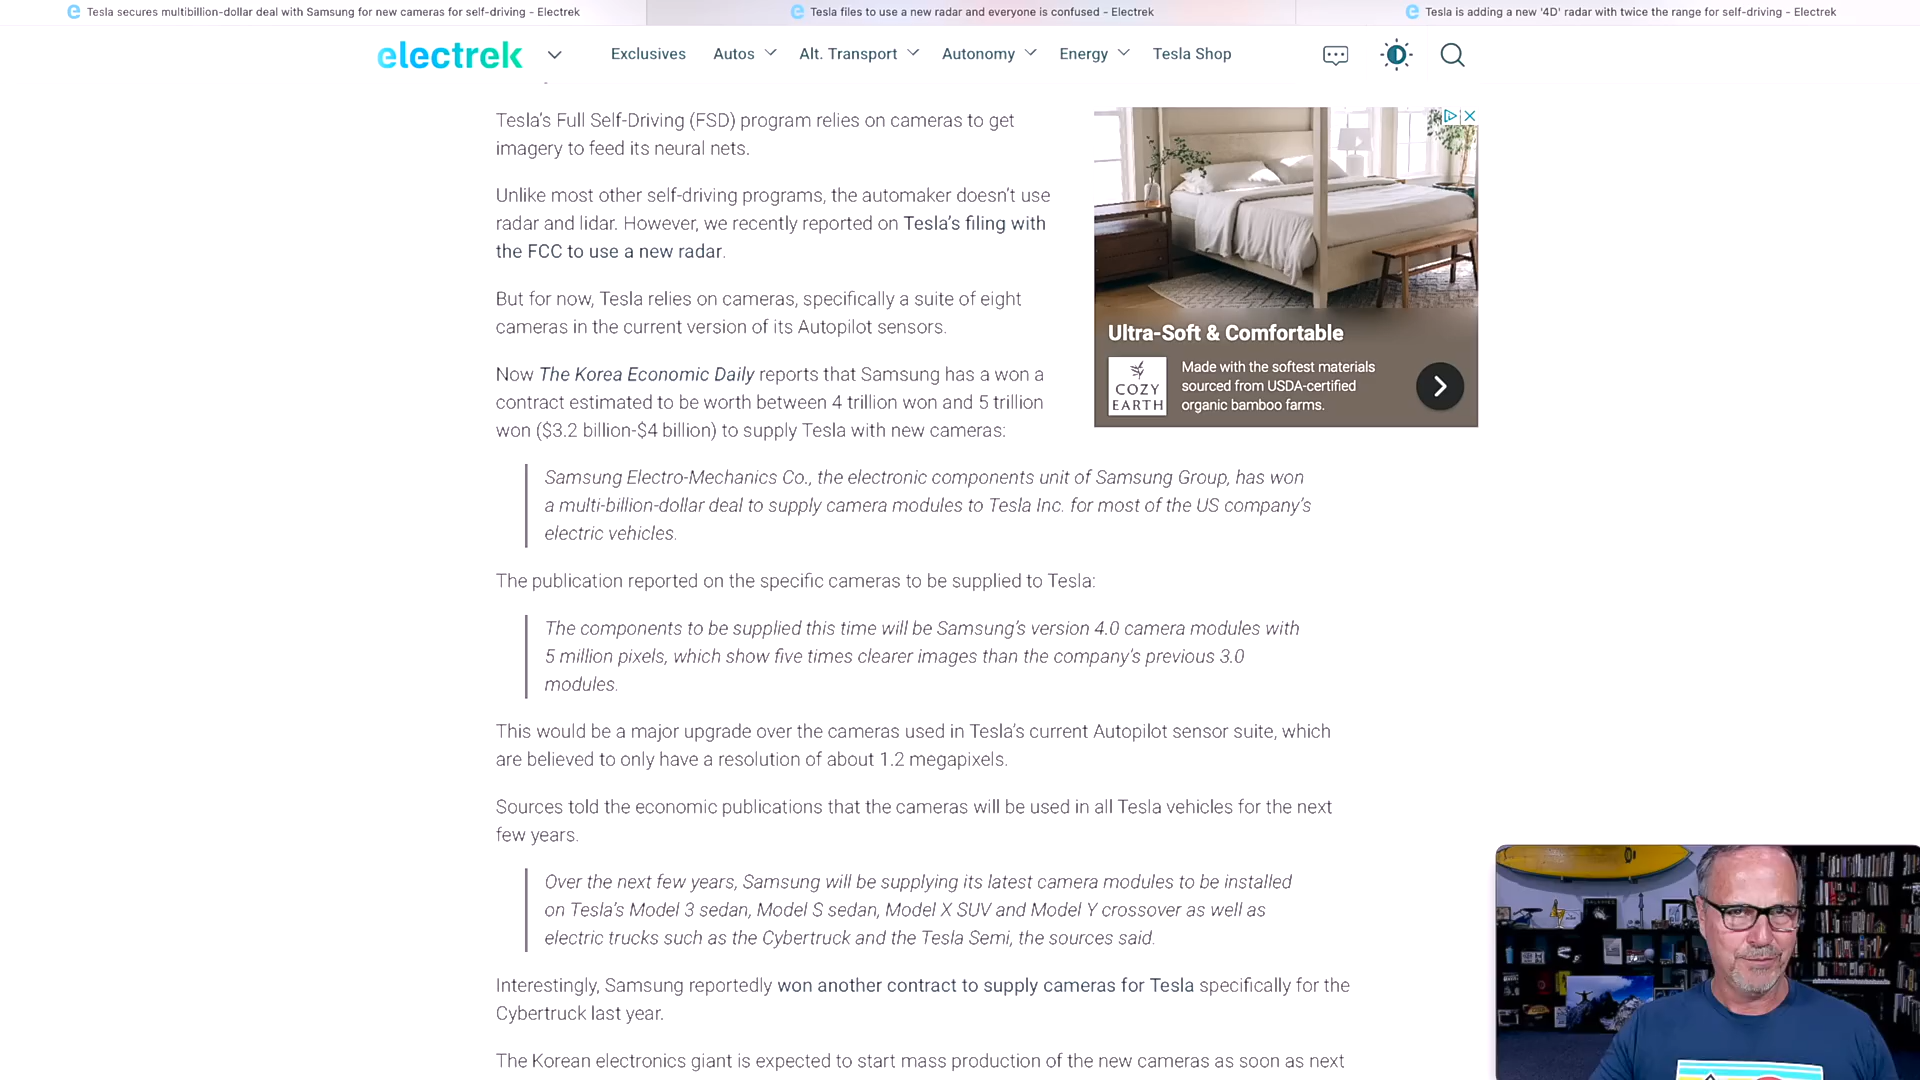 Tesla secures multibillion-dollar deal with Samsung for new cameras for self-driving - Electrek
Tesla files to use a new radar and everyone is confused - Electrek
Tesla is adding a new '4D' radar with twice the range for self-driving - Electrek
electrek
Exclusives
Autos
Alt. Transport
Autonomy
Energy
Tesla Shop
Tesla's Full Self-Driving (FSD) program relies on cameras to get
imagery to feed its neural nets.
Unlike most other self-driving programs, the automaker doesn't use
radar and lidar. However, we recently reported on Tesla's filing with
the FCC to use a new radar.
But for now, Tesla relies on cameras, specifically a suite of eight
cameras in the current version of its Autopilot sensors.
Now The Korea Economic Daily reports that Samsung has a won a
contract estimated to be worth between 4 trillion won and 5 trillion
won ($3.2 billion-$4 billion) to supply Tesla with new cameras:
Ultra-Soft & Comfortable
COZY
EARTH
Made with the softest materials
sourced from USDA-certified
organic bamboo farms.
Samsung Electro-Mechanics Co., the electronic components unit of Samsung Group, has won
a multi-billion-dollar deal to supply camera modules to Tesla Inc. for most of the US company's
electric vehicles.
The publication reported on the specific cameras to be supplied to Tesla:
The components to be supplied this time will be Samsung's version 4.0 camera modules with
5 million pixels, which show five times clearer images than the company's previous 3.0
modules.
This would be a major upgrade over the cameras used in Tesla's current Autopilot sensor suite, which
are believed to only have a resolution of about 1.2 megapixels.
Sources told the economic publications that the cameras will be used in all Tesla vehicles for the next
few years.
Over the next few years, Samsung will be supplying its latest camera modules to be installed
on Tesla's Model 3 sedan, Model S sedan, Model X SUV and Model Y crossover as well as
electric trucks such as the Cybertruck and the Tesla Semi, the sources said.
Interestingly, Samsung reportedly won another contract to supply cameras for Tesla specifically for the
Cybertruck last year.
The Korean electronics giant is expected to start mass production of the new cameras as soon as next